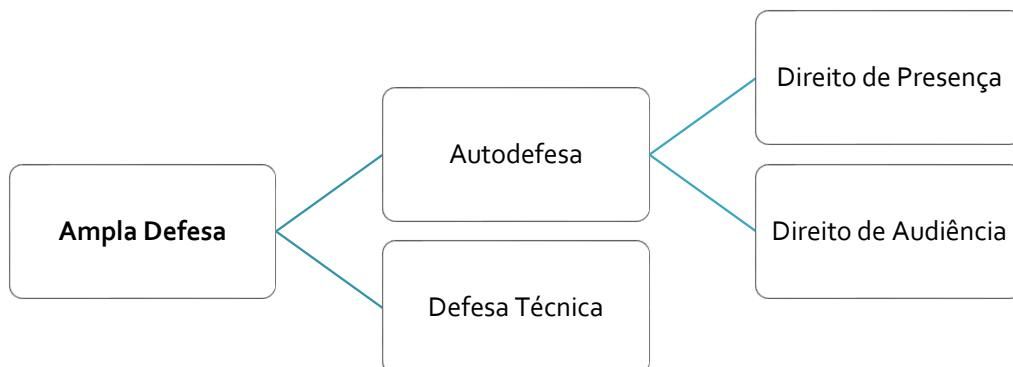 Ampla Defesa
Autodefesa
Defesa Técnica
Direito de Presença
Direito de Audiência